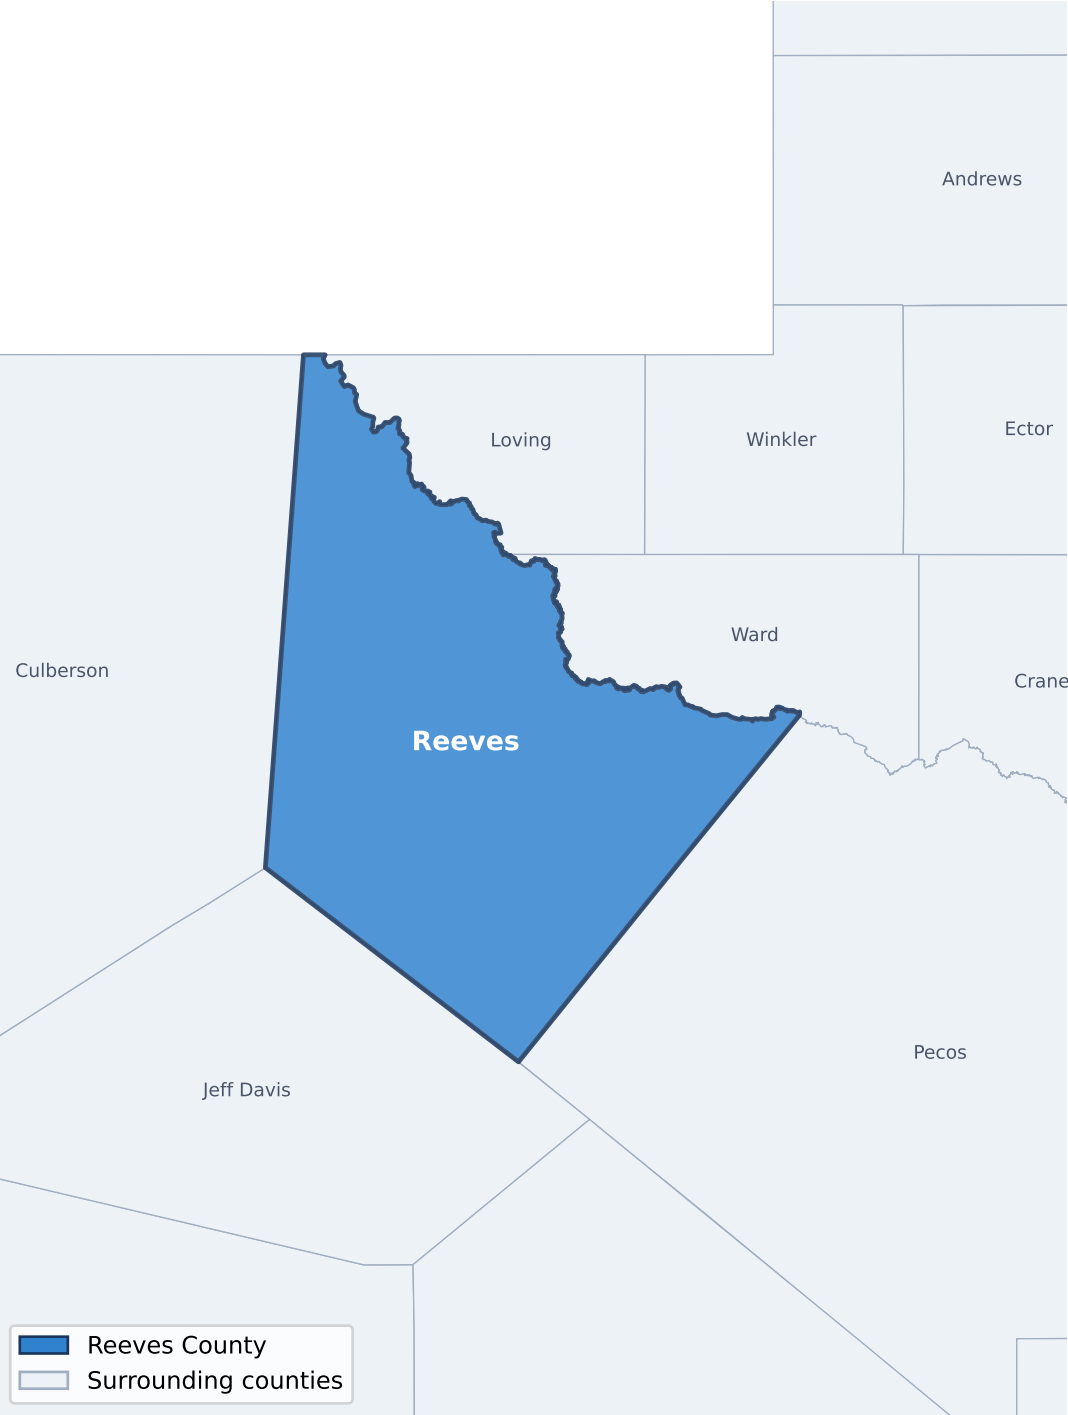 Andrews
Ector
Loving
Winkler
Ward
Culberson
Crane
Reeves
Pecos
Jeff Davis
Reeves County
Surrounding counties